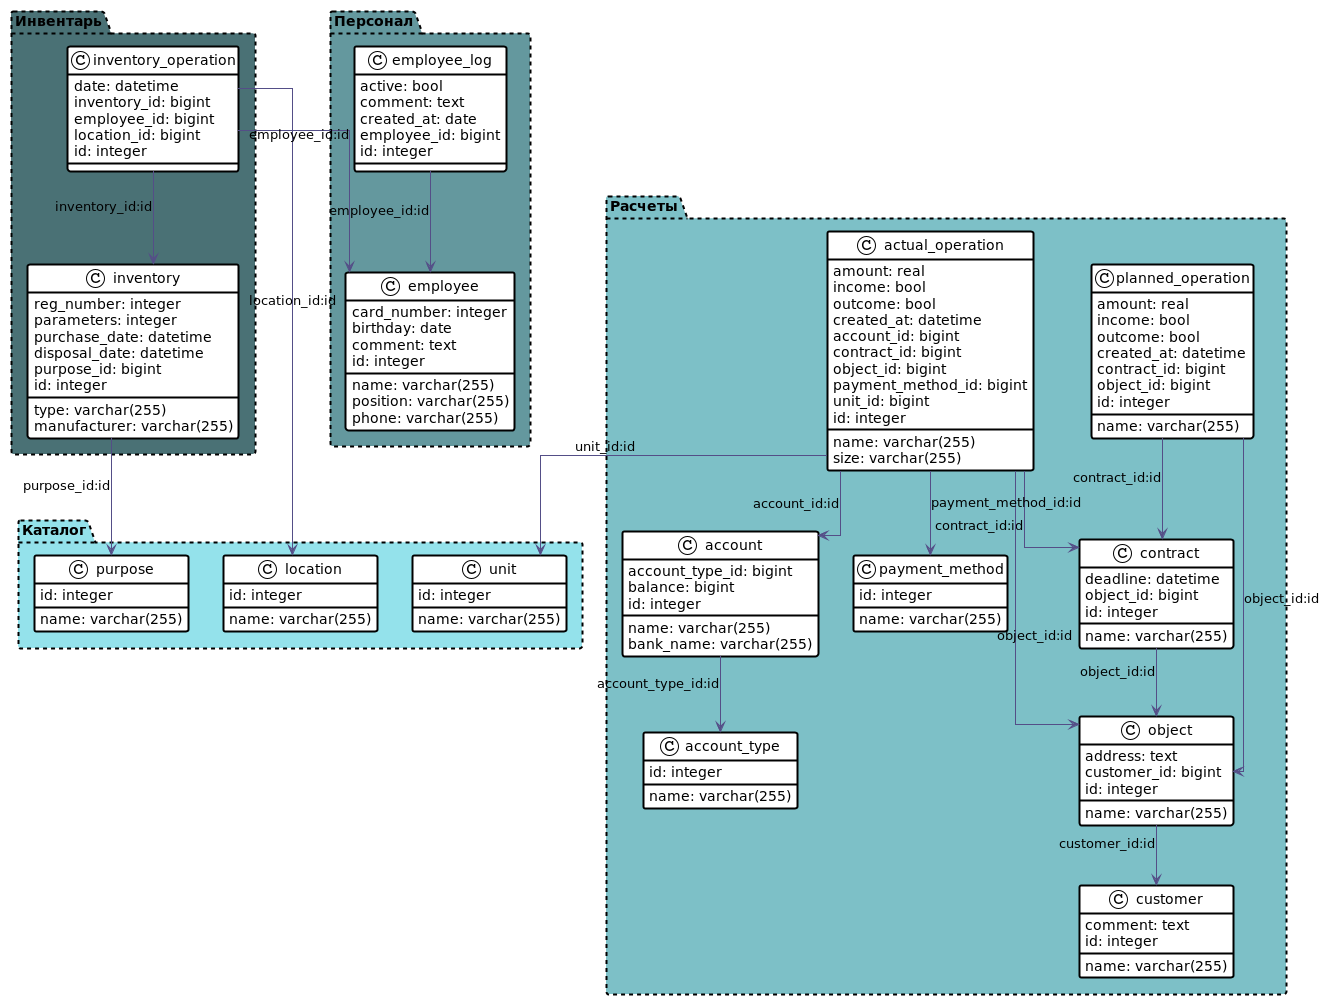 Инвентарь
C inventory_operation
date: datetime
inventory_id: bigint
employee_id: bigint
location_id: bigint
id: integer
inventory_id:id
C inventory
reg_number: integer
parameters: integer
purchase_date: datetime
disposal_date: datetime
purpose_id: bigint
id: integer
type: varchar(255)
manufacturer: varchar(255)
purpose_id:id
employee_id:id
location_id:id
Персонал
C employee_log
active: bool
comment: text
created_at: date
employee_id: bigint
id: integer
employee_id:id
C employee
card_number: integer
birthday: date
comment: text
id: integer
name: varchar(255)
position: varchar(255)
phone: varchar(255)
unit_id:id
Каталог
C purpose
id: integer
name: varchar(255)
C location
id: integer
name: varchar(255)
C unit
id: integer
name: varchar(255)
Расчеты
C actual_operation
amount: real
income: bool
outcome: bool
created_at: datetime
account_id: bigint
contract_id: bigint
object_id: bigint
payment_method_id: bigint
unit_id: bigint
id: integer
name: varchar(255)
size: varchar(255)
C planned_operation
amount: real
income: bool
outcome: bool
created_at: datetime
contract_id: bigint
object_id: bigint
id: integer
name: varchar(255)
account_id:id
payment_method_id:id
contract_id:id
contract_id:id
object_id:id
C account
account_type_id: bigint
balance: bigint
id: integer
name: varchar(255)
bank_name: varchar(255)
C payment_method
id: integer
name: varchar(255)
C contract
deadline: datetime
object_id: bigint
id: integer
name: varchar(255)
object_id:id
account_type_id:id
object_id:id
C account_type
id: integer
name: varchar(255)
C object
address: text
customer_id: bigint
id: integer
name: varchar(255)
customer_id:id
C customer
comment: text
id: integer
name: varchar(255)